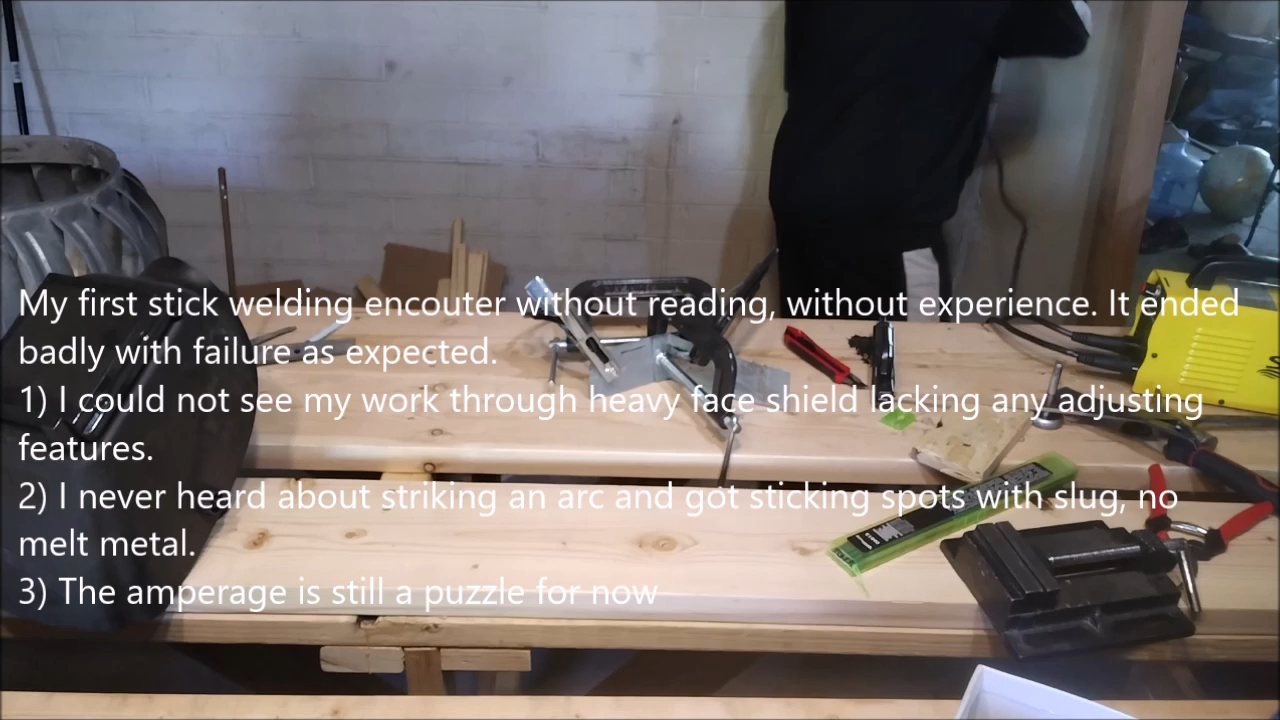 My first stick welding encouter without reading, without experience. It ended
badly with failure as expected.
1) I could not see my work through heavy face shield lacking any adjusting
features.
2) I never heard about striking an arc and got sticking spots with slug, no
melt metal.
3) The amperage is still a puzzle for now